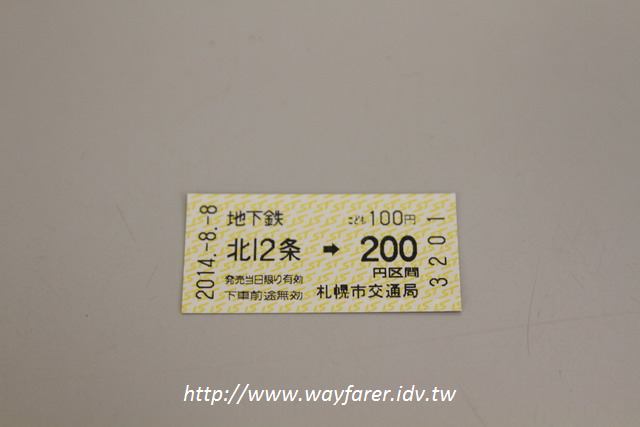 2014.-8.-8
地下鉄 こども100円
北12条 ➡ 200
円区間
発売当日限り有効
下車前途無効 札幌市交通局
3201
http://www.wayfarer.idv.tw